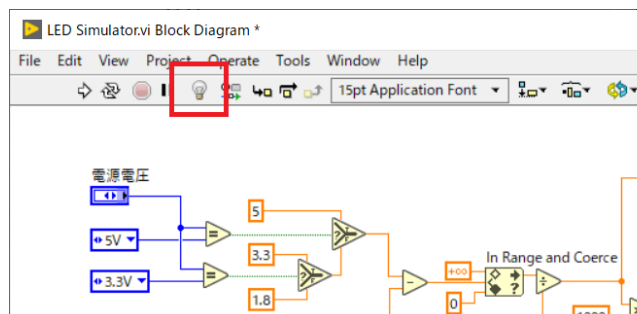 LED Simulator.vi Block Diagram *
File Edit View Project Operate Tools Window Help
15pt Application Font
電源電圧
5
5V
3.3
In Range and Coerce
+∞
3.3V
1.8
0